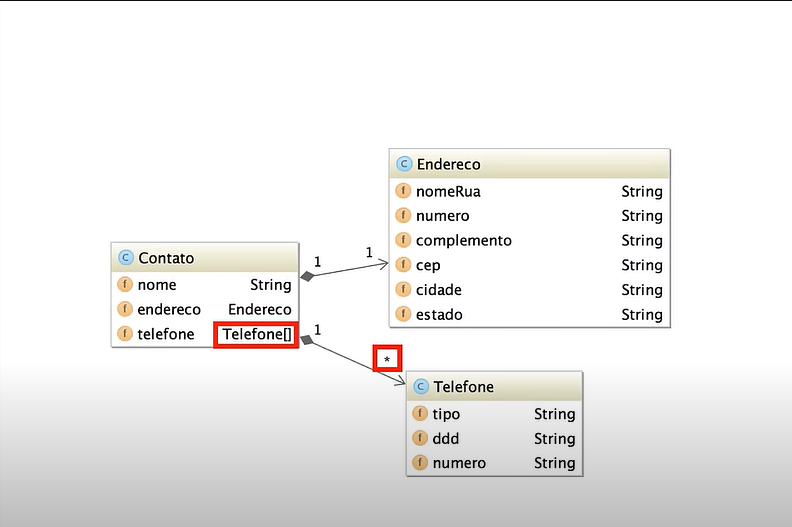 C Endereco
f nomeRua String
f numero String
f complemento String
f cep String
f cidade String
f estado String
C Contato
f nome String
f endereco Endereco
f telefone Telefone[]
1 1
1 *
C Telefone
f tipo String
f ddd String
f numero String